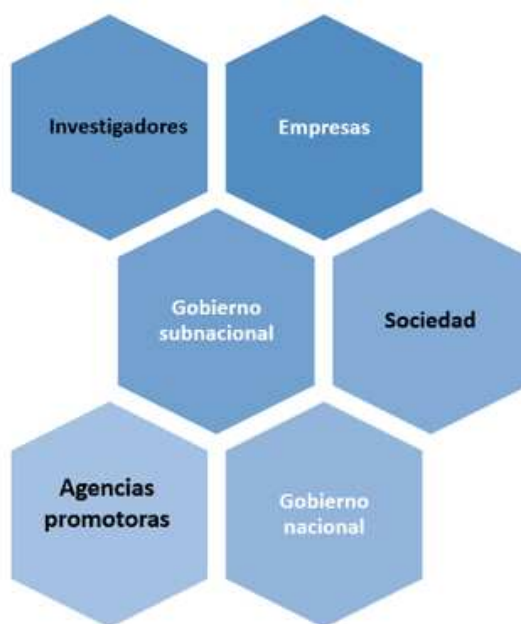 Investigadores
Empresas
Gobierno
subnacional
Sociedad
Agencias
promotoras
Gobierno
nacional